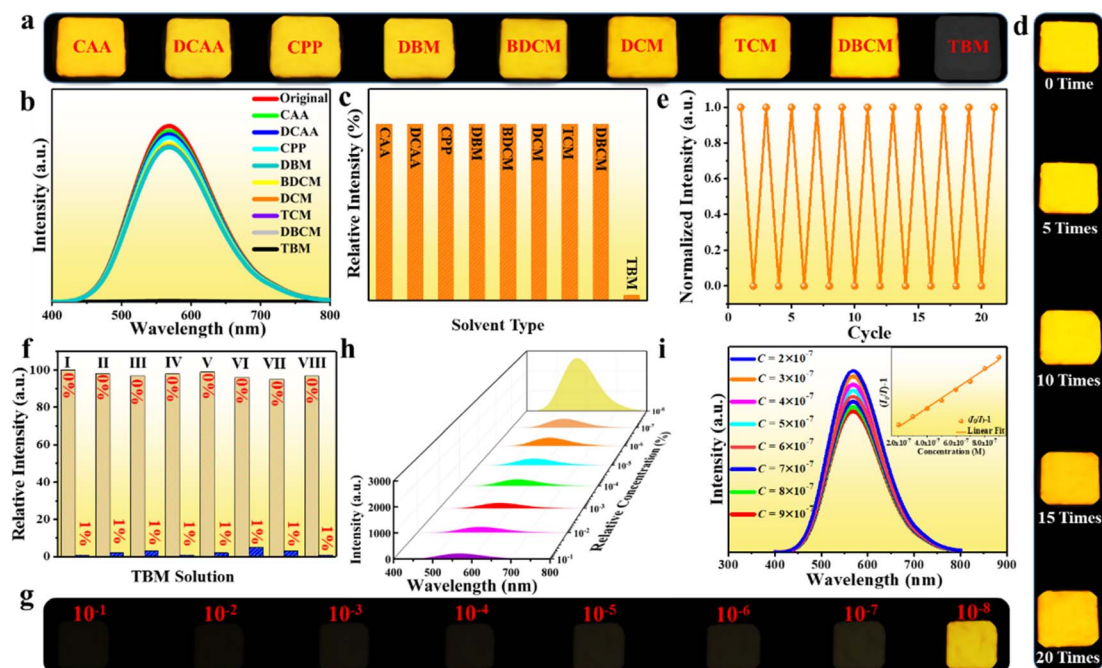 a
CAA
DCAA
CPP
DBM
BDCM
DCM
TCM
DBCM
TBM
d
0 Time
5 Times
10 Times
15 Times
20 Times
b
Intensity (a.u.)
Original
CAA
DCAA
CPP
DBM
BDCM
DCM
TCM
DBCM
TBM
400 500 600 700 800
Wavelength (nm)
c
Relative Intensity (%)
CAA
DCAA
CPP
DBM
BDCM
DCM
TCM
DBCM
TBM
Solvent Type
e
Normalized Intensity (a.u.)
1.0
0.8
0.6
0.4
0.2
0.0
0 5 10 15 20
Cycle
f
Relative Intensity (a.u.)
100
80
60
40
20
0
I II III IV V VI VII VIII
0% 0% 0% 0% 0% 0% 0% 0%
1% 1% 1% 1% 1% 1% 1% 1%
TBM Solution
h
Intensity (a.u.)
3000
2000
1000
0
400 500 600 700 800
Wavelength (nm)
10⁻⁸
10⁻⁷
10⁻⁶
10⁻⁵
10⁻⁴
10⁻³
10⁻²
10⁻¹
Relative Concentration (%)
i
Intensity (a.u.)
C = 2×10⁻⁷
C = 3×10⁻⁷
C = 4×10⁻⁷
C = 5×10⁻⁷
C = 6×10⁻⁷
C = 7×10⁻⁷
C = 8×10⁻⁷
C = 9×10⁻⁷
(I₀/I)-1
(I₀/I)-1
Linear Fit
2.0x10⁻⁷ 4.0x10⁻⁷ 6.0x10⁻⁷ 8.0x10⁻⁷
Concentration (M)
300 400 500 600 700 800 900
Wavelength (nm)
g
10⁻¹
10⁻²
10⁻³
10⁻⁴
10⁻⁵
10⁻⁶
10⁻⁷
10⁻⁸